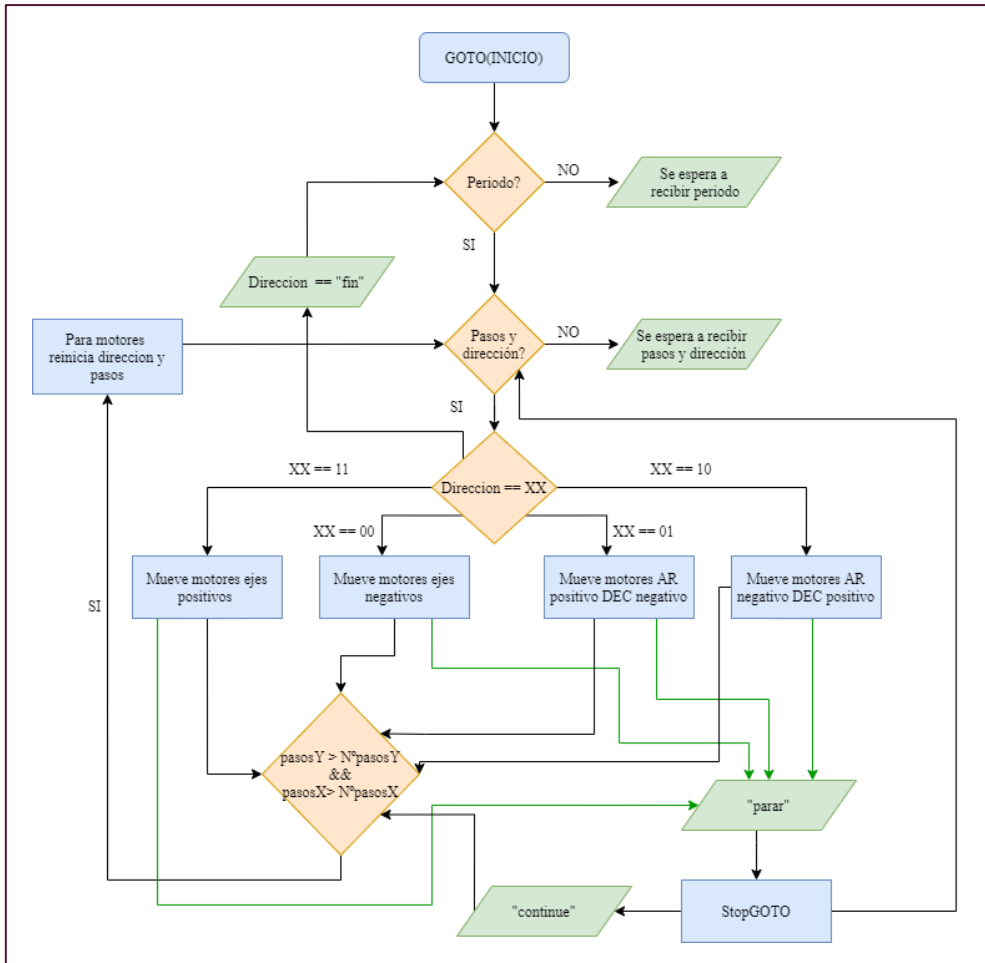 GOTO(INICIO)
Periodo?
NO
Se espera a
recibir periodo
SI
Direccion == "fin"
Para motores
reinicia direccion y
pasos
Pasos y
dirección?
NO
Se espera a recibir
pasos y dirección
SI
XX == 11
Direccion == XX
XX == 10
XX == 00
XX == 01
Mueve motores ejes
positivos
Mueve motores ejes
negativos
Mueve motores AR
positivo DEC negativo
Mueve motores AR
negativo DEC positivo
SI
pasosY > NºpasosY
&&
pasosX> NºpasosX
"parar"
"continue"
StopGOTO